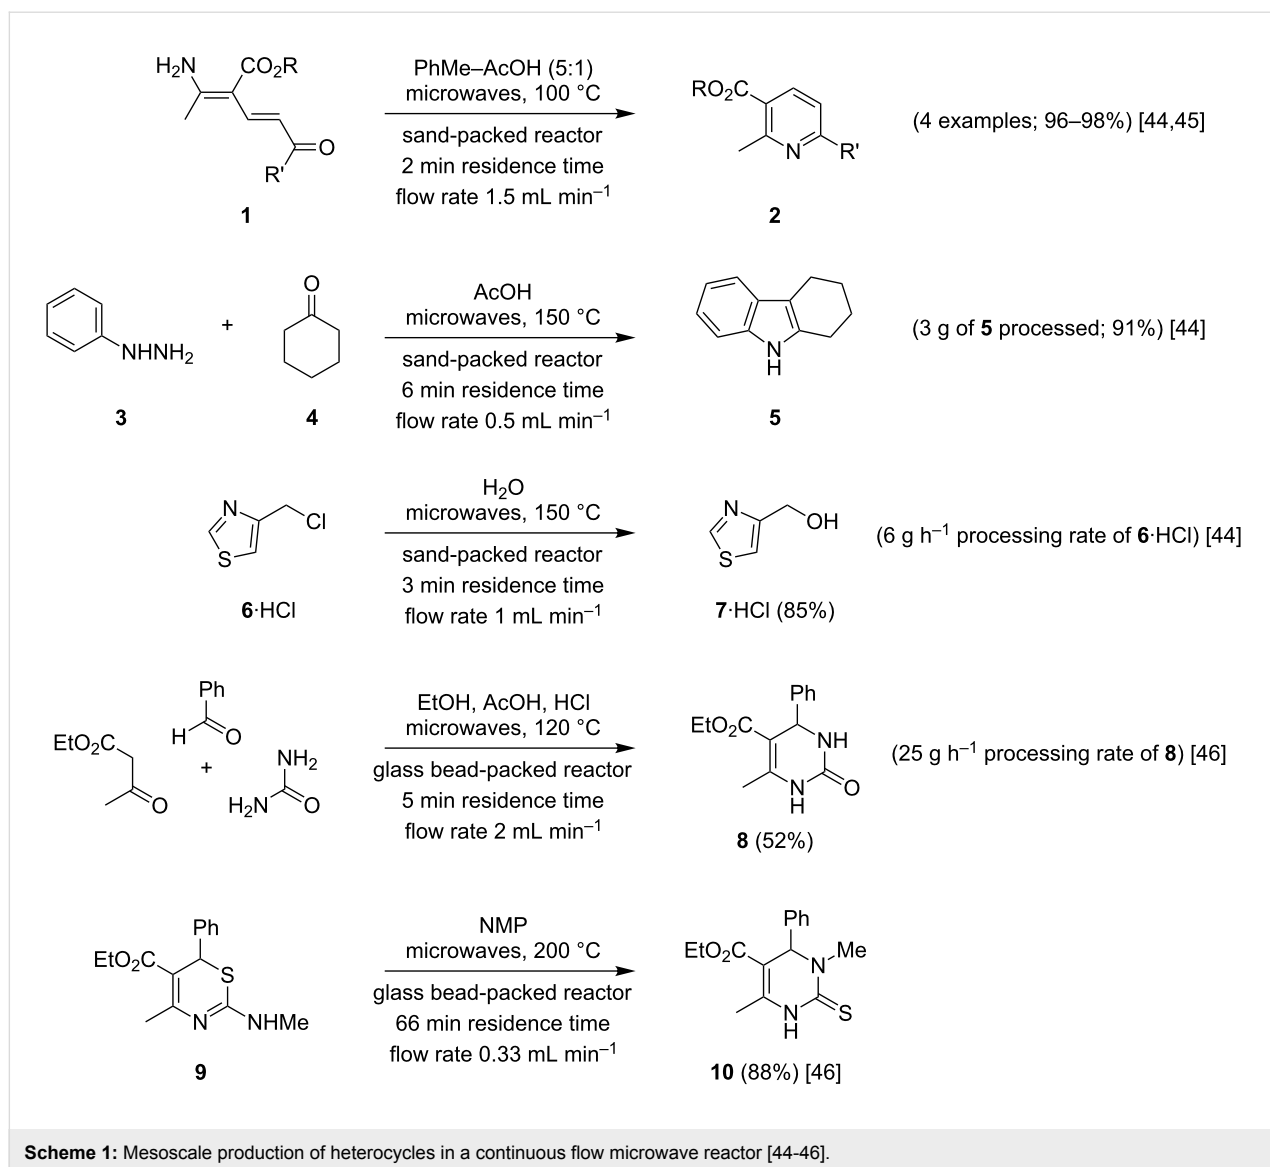 H₂N
CO₂R
R'
O
1
PhMe–AcOH (5:1)
microwaves, 100 °C
sand-packed reactor
2 min residence time
flow rate 1.5 mL min⁻¹
RO₂C
N
R'
2
(4 examples; 96–98%) [44,45]
NHNH₂
3
+
O
4
AcOH
microwaves, 150 °C
sand-packed reactor
6 min residence time
flow rate 0.5 mL min⁻¹
N
H
5
(3 g of 5 processed; 91%) [44]
N
S
Cl
6·HCl
H₂O
microwaves, 150 °C
sand-packed reactor
3 min residence time
flow rate 1 mL min⁻¹
N
S
OH
7·HCl (85%)
(6 g h⁻¹ processing rate of 6·HCl) [44]
Ph
H
O
EtO₂C
O
+
NH₂
H₂N
O
EtOH, AcOH, HCl
microwaves, 120 °C
glass bead-packed reactor
5 min residence time
flow rate 2 mL min⁻¹
Ph
EtO₂C
NH
N
H
O
8 (52%)
(25 g h⁻¹ processing rate of 8) [46]
Ph
EtO₂C
S
N
NHMe
9
NMP
microwaves, 200 °C
glass bead-packed reactor
66 min residence time
flow rate 0.33 mL min⁻¹
Ph
EtO₂C
Me
N
N
H
S
10 (88%) [46]
Scheme 1: Mesoscale production of heterocycles in a continuous flow microwave reactor [44-46].